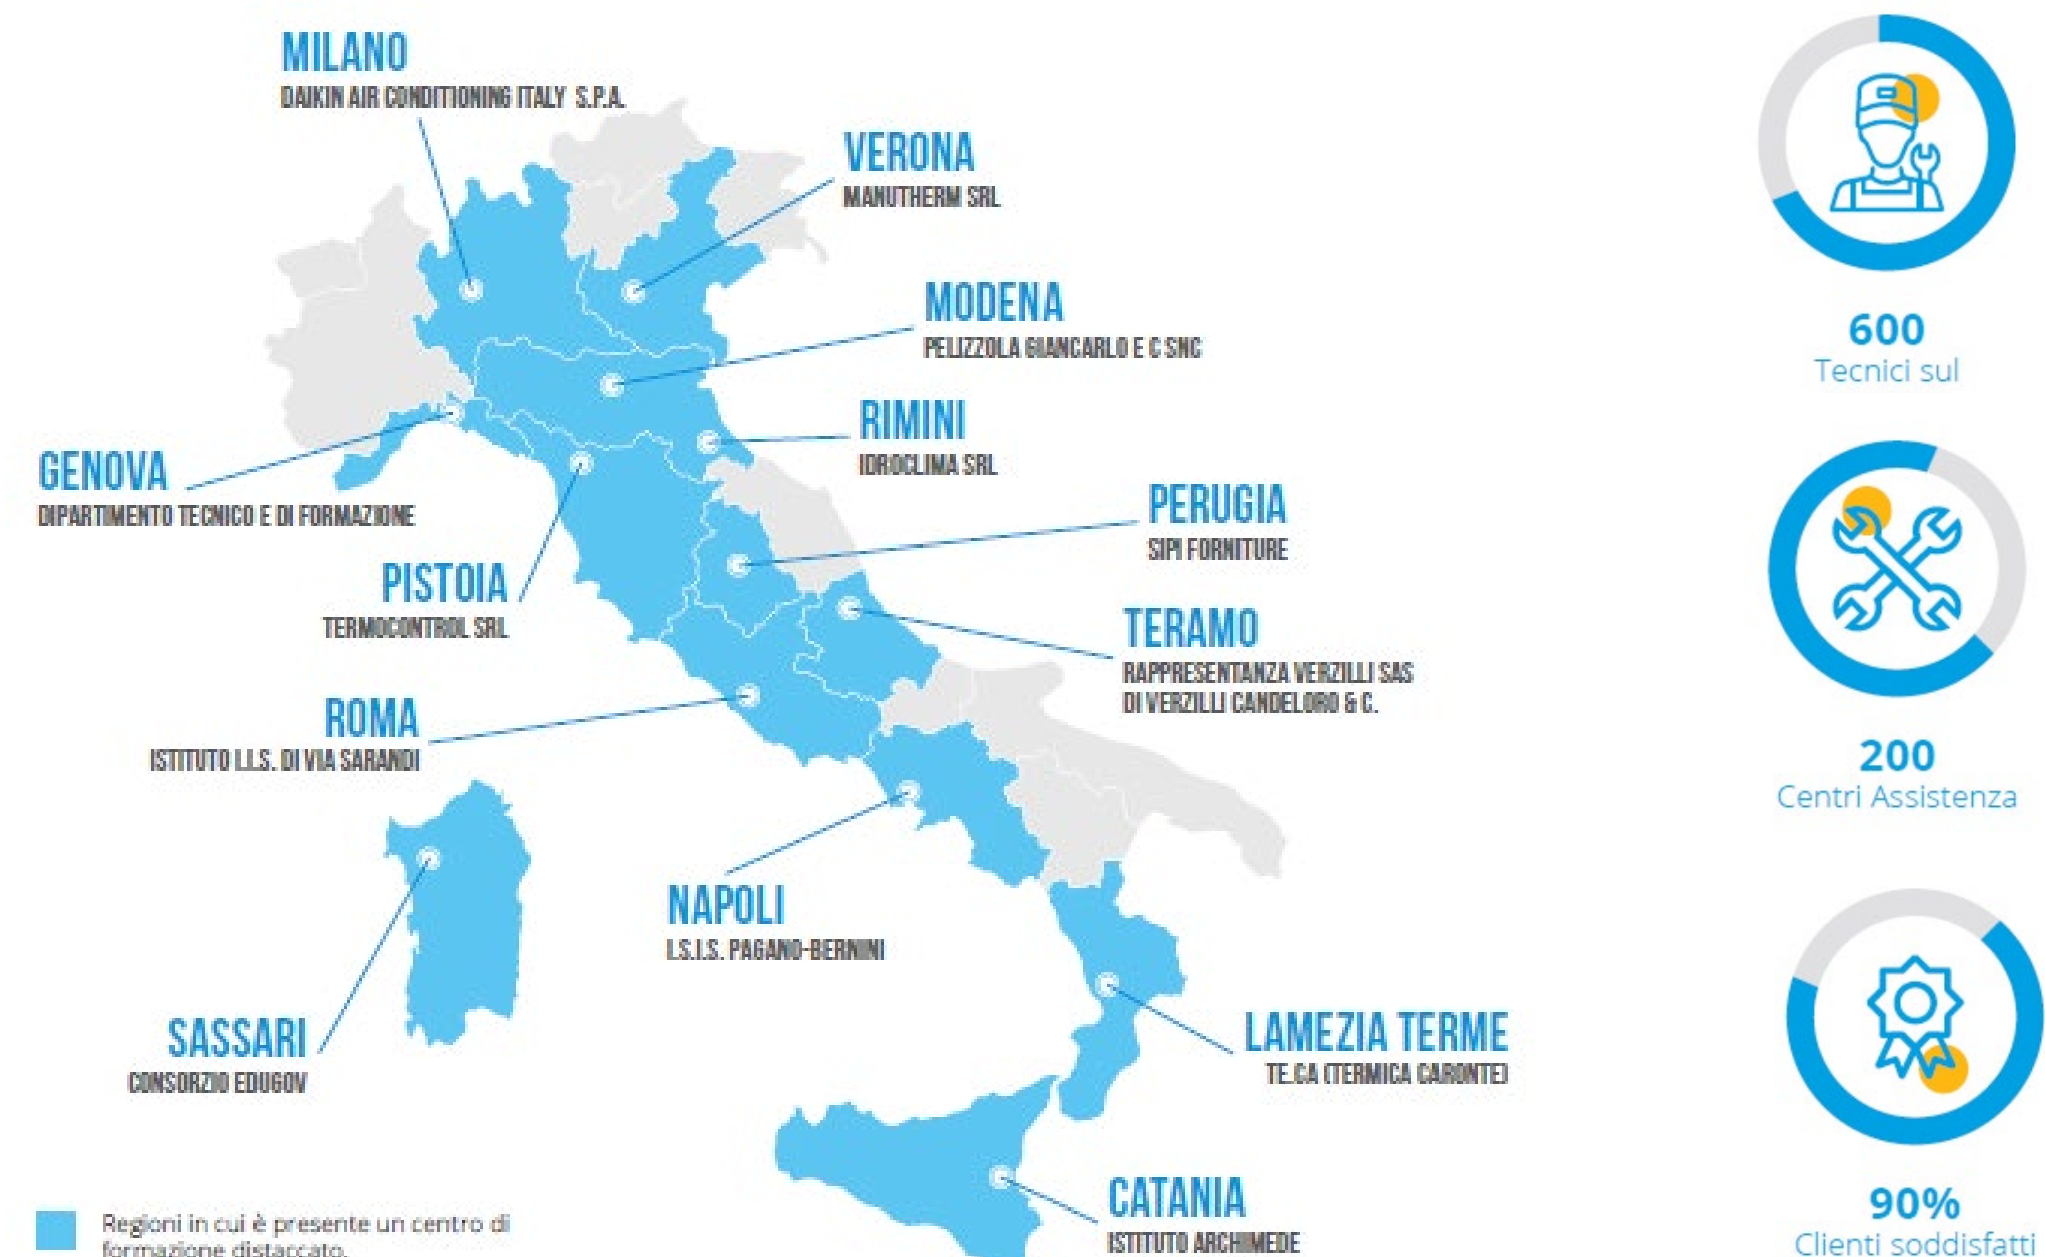 MILANO
DAIKIN AIR CONDITIONING ITALY S.P.A.
VERONA
MANUTHERM SRL
MODENA
PELIZZOLA GIANCARLO E C SNC
RIMINI
IDROCLIMA SRL
GENOVA
DIPARTIMENTO TECNICO E DI FORMAZIONE
PERUGIA
SIPI FORNITURE
PISTOIA
TERMOCONTROL SRL
TERAMO
RAPPRESENTANZA VERZILLI SAS
DI VERZILLI CANDELORO & C.
ROMA
ISTITUTO I.I.S. DI VIA SARANDI
NAPOLI
I.S.I.S. PAGANO-BERNINI
SASSARI
CONSORZIO EDUGOV
LAMEZIA TERME
TE.CA (TERMICA CARONTE)
CATANIA
ISTITUTO ARCHIMEDE
Regioni in cui è presente un centro di
formazione distaccato.
600
Tecnici sul
200
Centri Assistenza
90%
Clienti soddisfatti